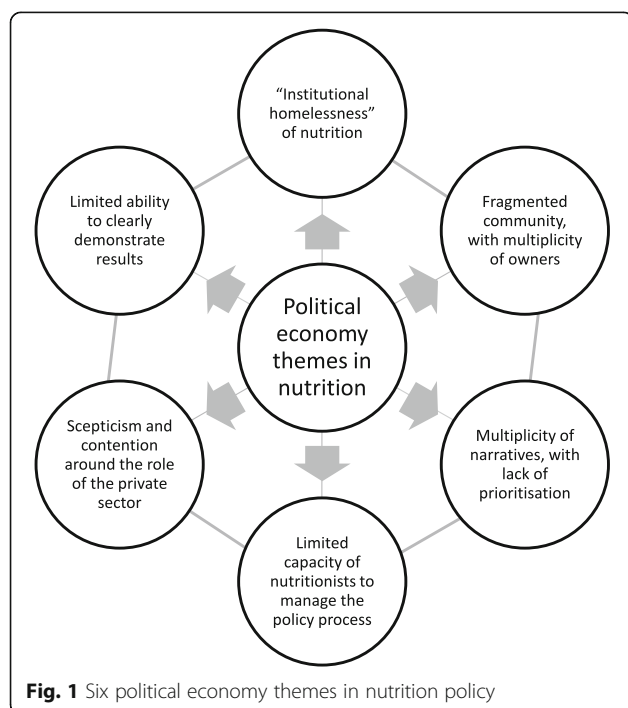 “Institutional
homelessness”
of nutrition
Limited ability
to clearly
demonstrate
results
Fragmented
community,
with multiplicity
of owners
Political
economy
themes in
nutrition
Scepticism and
contention
around the role
of the private
sector
Multiplicity of
narratives, with
lack of
prioritisation
Limited
capacity of
nutritionists to
manage the
policy process
Fig. 1 Six political economy themes in nutrition policy